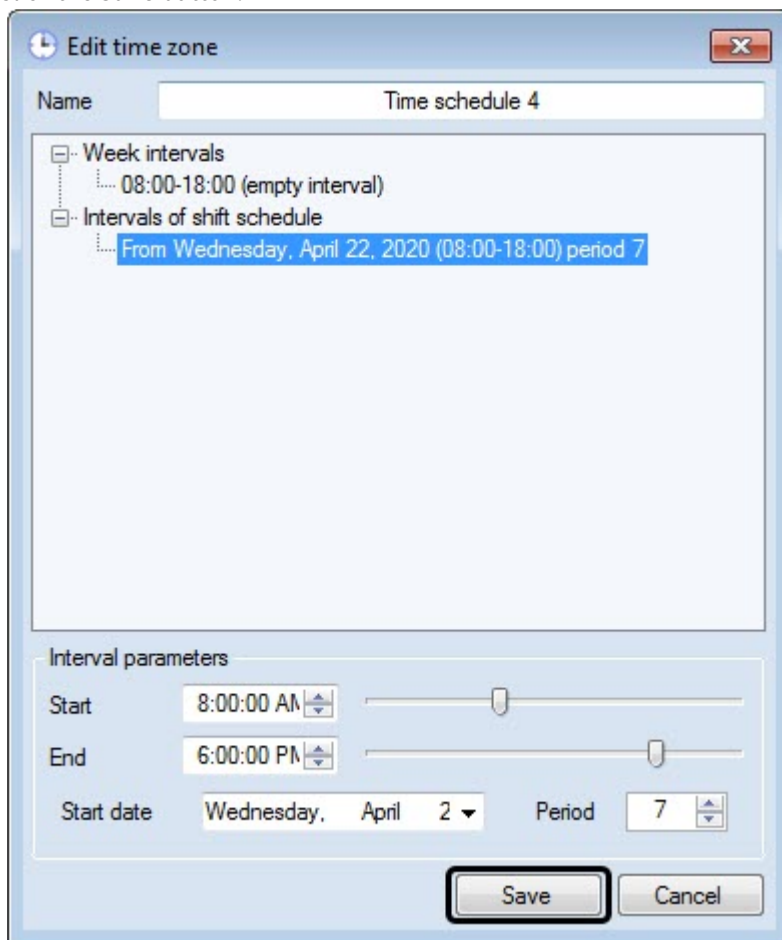 Edit time zone
Name Time schedule 4
Week intervals
08:00-18:00 (empty interval)
Intervals of shift schedule
From Wednesday, April 22, 2020 (08:00-18:00) period 7
Interval parameters
Start 8:00:00 AM
End 6:00:00 PM
Start date Wednesday, April 2 Period 7
Save Cancel